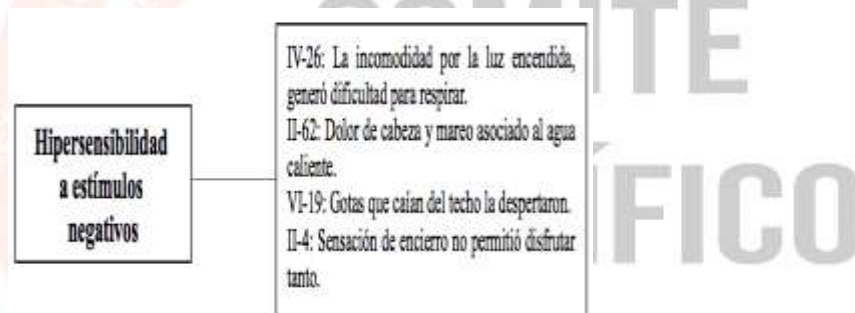 COMITE
ÍFICO
Hipersensibilidad
a estímulos
negativos
IV-26: La incomodidad por la luz encendida,
generó dificultad para respirar.
II-62: Dolor de cabeza y mareo asociado al agua
caliente.
VI-19: Gotas que caían del techo la despertaron.
II-4: Sensación de encierro no permitió disfrutar
tanto.